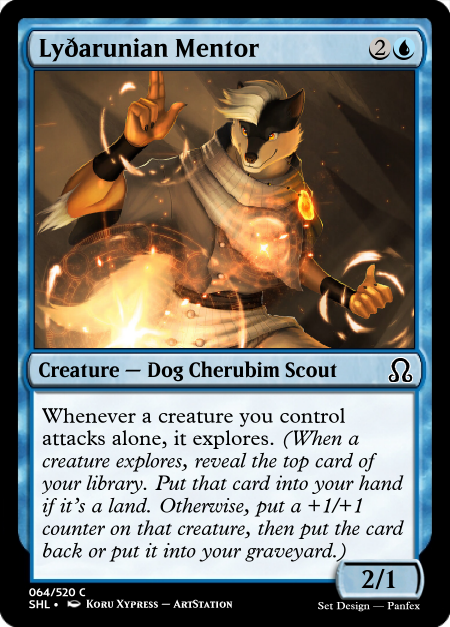 Lyðarunian Mentor 2
Creature — Dog Cherubim Scout
Whenever a creature you control
attacks alone, it explores. (When a
creature explores, reveal the top card of
your library. Put that card into your hand
if it's a land. Otherwise, put a +1/+1
counter on that creature, then put the card
back or put it into your graveyard.)
2/1
064/520 C
SHL • Koru Xypress — ArtStation
Set Design — Panfex